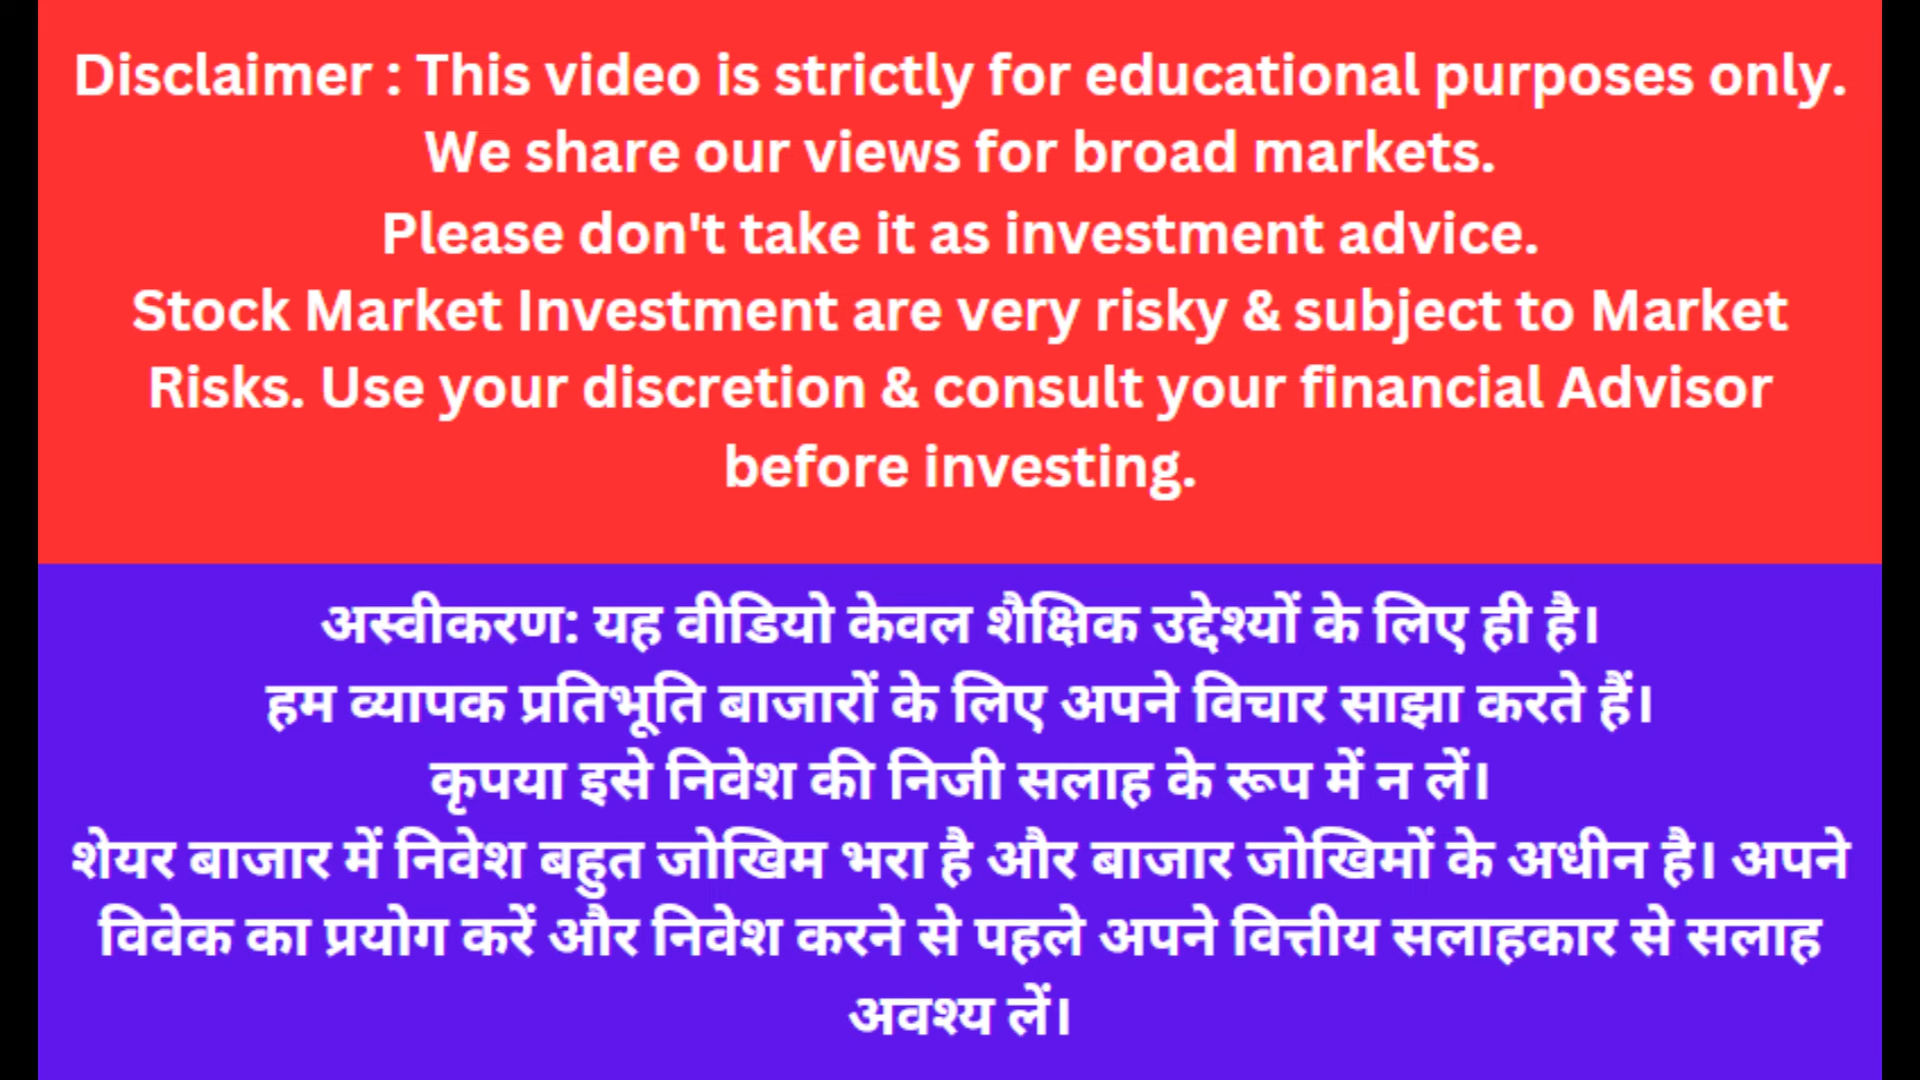 Disclaimer : This video is strictly for educational purposes only.
We share our views for broad markets.
Please don't take it as investment advice.
Stock Market Investment are very risky & subject to Market
Risks. Use your discretion & consult your financial Advisor
before investing.
अस्वीकरण: यह वीडियो केवल शैक्षिक उद्देश्यों के लिए ही है।
हम व्यापक प्रतिभूति बाजारों के लिए अपने विचार साझा करते हैं।
कृपया इसे निवेश की निजी सलाह के रूप में न लें।
शेयर बाजार में निवेश बहुत जोखिम भरा है और बाजार जोखिमों के अधीन है। अपने
विवेक का प्रयोग करें और निवेश करने से पहले अपने वित्तीय सलाहकार से सलाह
अवश्य लें।